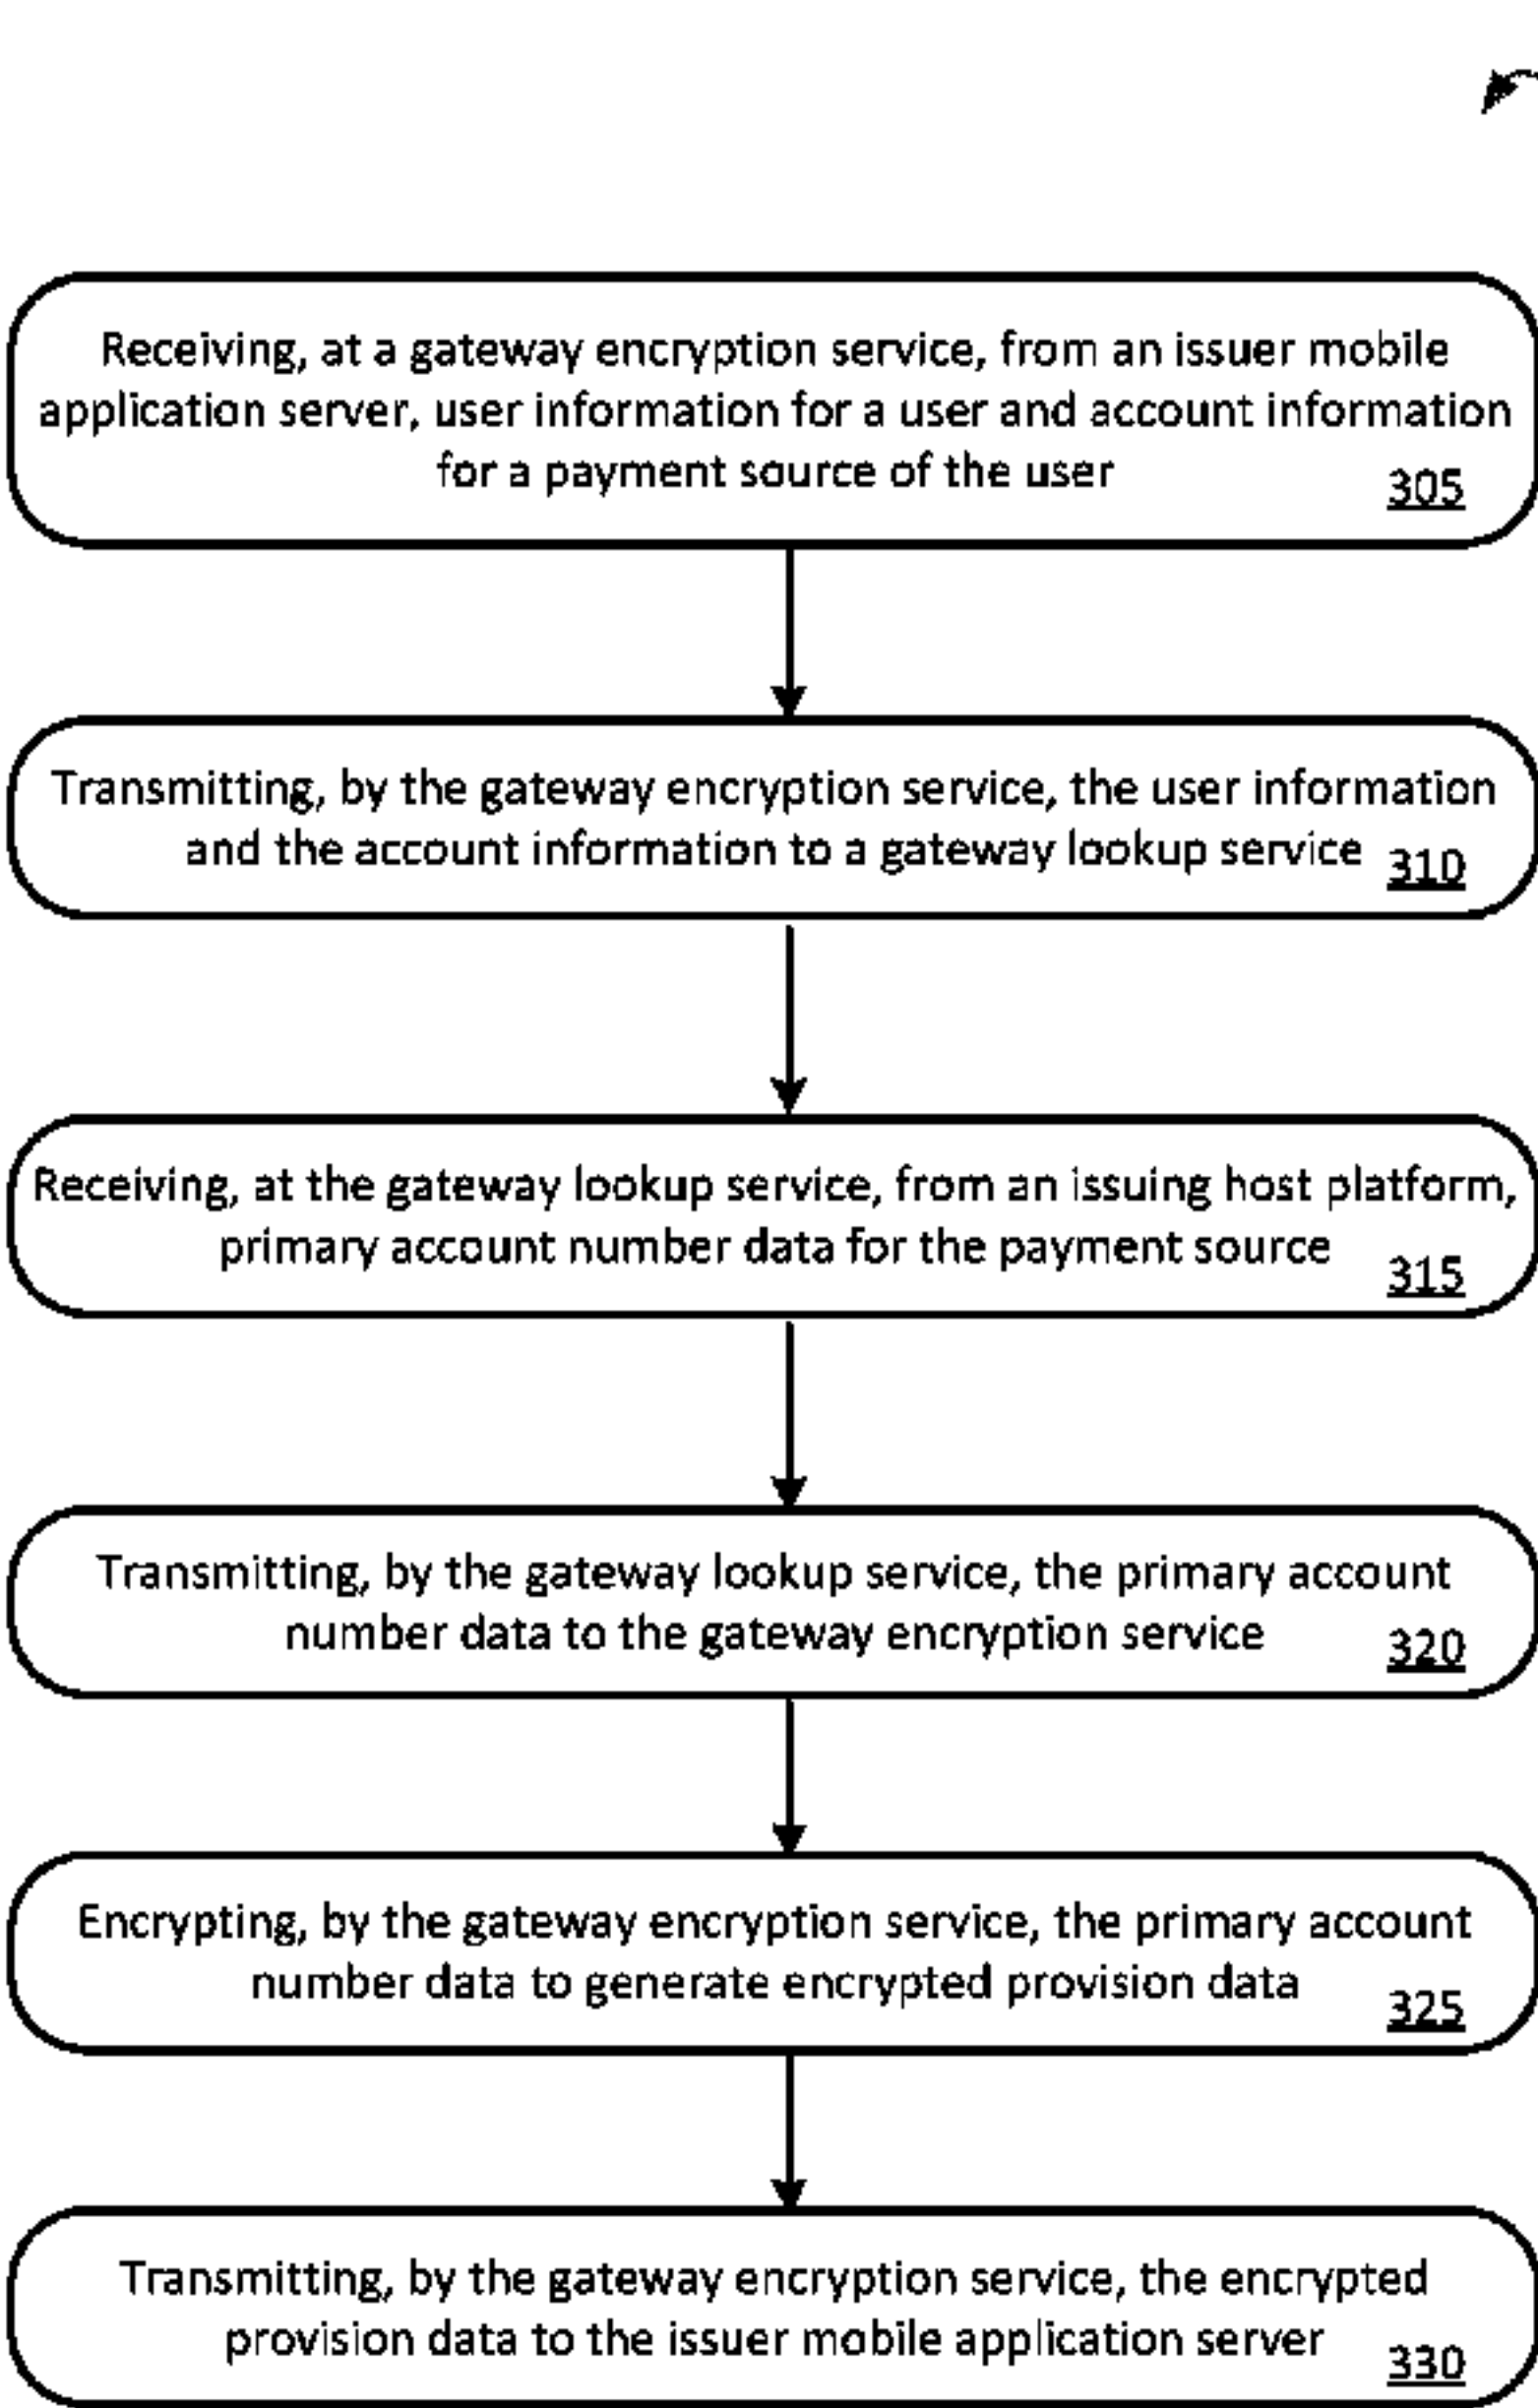 Receiving, at a gateway encryption service, from an issuer mobile
application server, user information for a user and account information
for a payment source of the user
305
Transmitting, by the gateway encryption service, the user information
and the account information to a gateway lookup service
310
Receiving, at the gateway lookup service, from an issuing host platform,
primary account number data for the payment source
315
Transmitting, by the gateway lookup service, the primary account
number data to the gateway encryption service
320
Encrypting, by the gateway encryption service, the primary account
number data to generate encrypted provision data
325
Transmitting, by the gateway encryption service, the encrypted
provision data to the issuer mobile application server
330